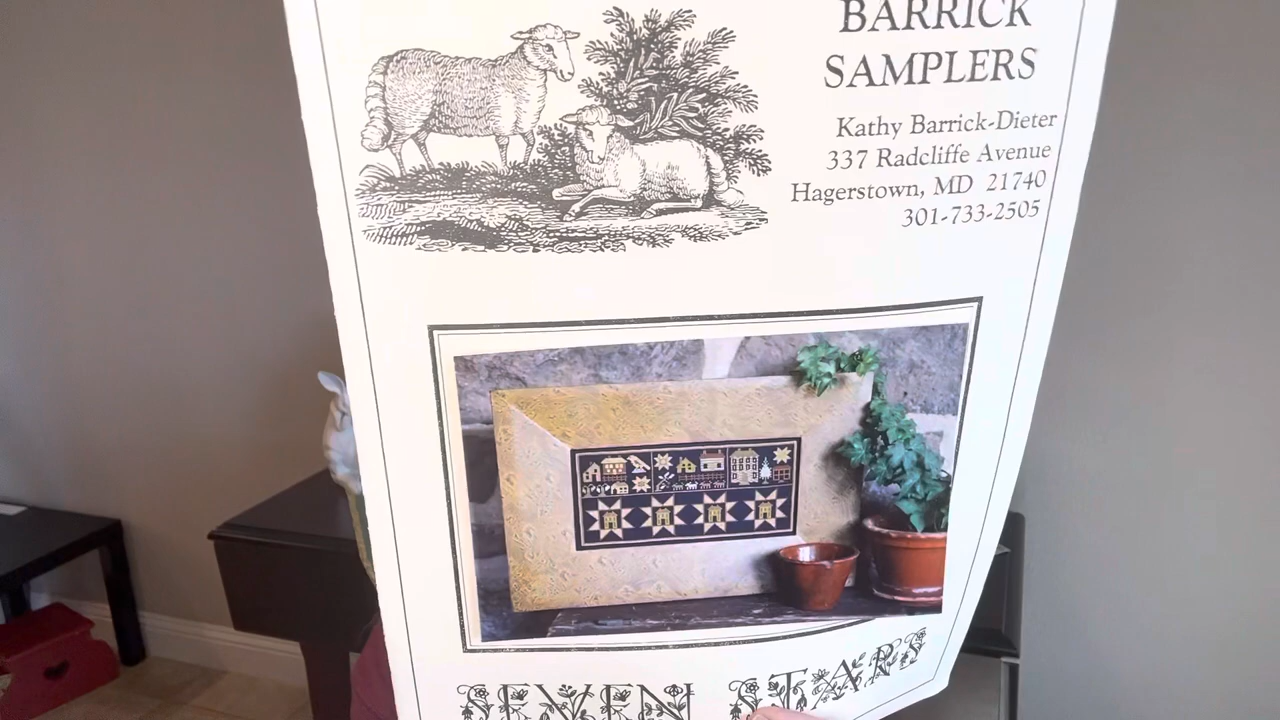 BARRICK
SAMPLERS
Kathy Barrick-Dieter
337 Radcliffe Avenue
Hagerstown, MD 21740
301-733-2505
SEVEN STARS